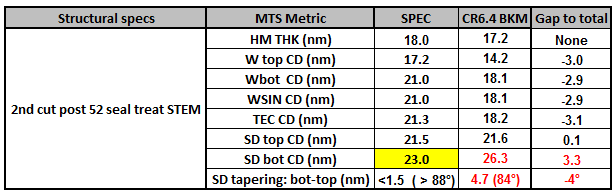 Structural specs MTS Metric SPEC CR6.4 BKM Gap to total
2nd cut post 52 seal treat STEM
HM THK (nm) 18.0 17.2 None
W top CD (nm) 17.2 14.2 -3.0
Wbot CD (nm) 21.0 18.1 -2.9
WSIN CD (nm) 21.0 18.1 -2.9
TEC CD (nm) 21.3 18.2 -3.1
SD top CD (nm) 21.5 21.6 0.1
SD bot CD (nm) 23.0 26.3 3.3
SD tapering: bot-top (nm) <1.5 ( > 88°) 4.7 (84°) -4°